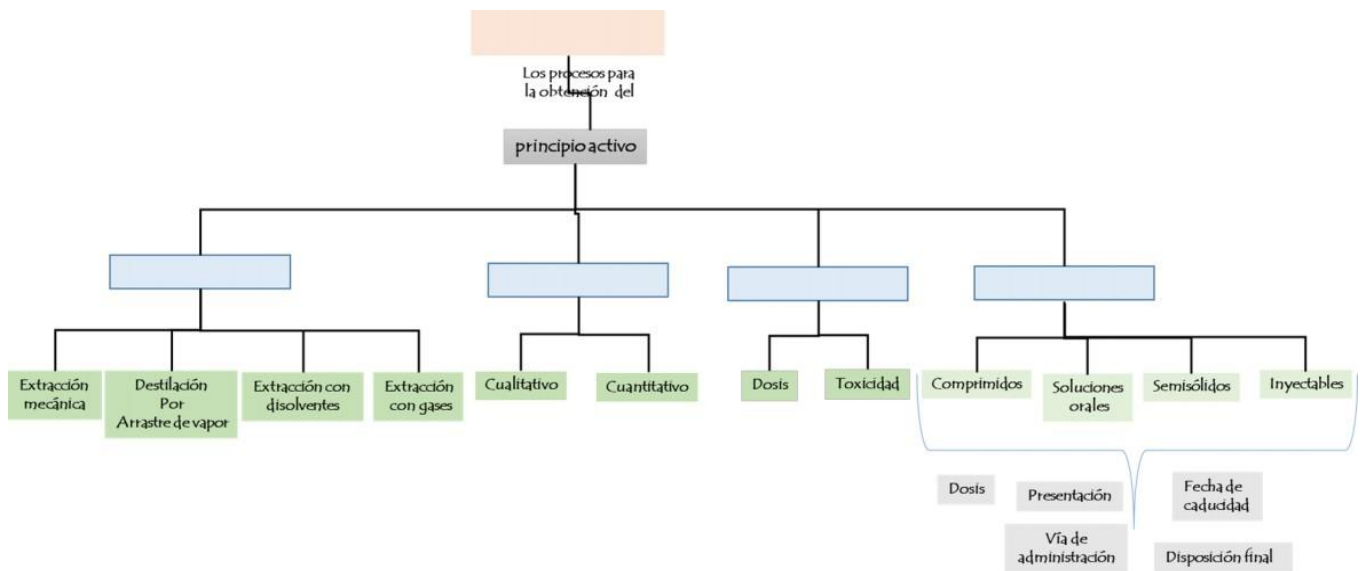 Los procesos para
la obtención del
principio activo
Extracción
mecánica
Destilación
Por
Arrastre de vapor
Extracción con
disolventes
Extracción
con gases
Cualitativo
Cuantitativo
Dosis
Toxicidad
Comprimidos
Soluciones
orales
Semisólidos
Inyectables
Dosis
Presentación
Fecha de
caducidad
Vía de
administración
Disposición final